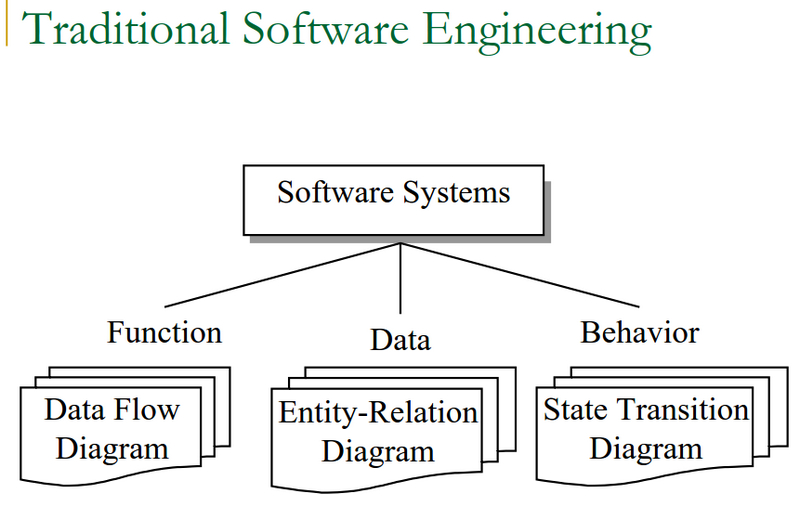 Traditional Software Engineering
Software Systems
Function
Data
Behavior
Data Flow
Diagram
Entity-Relation
Diagram
State Transition
Diagram